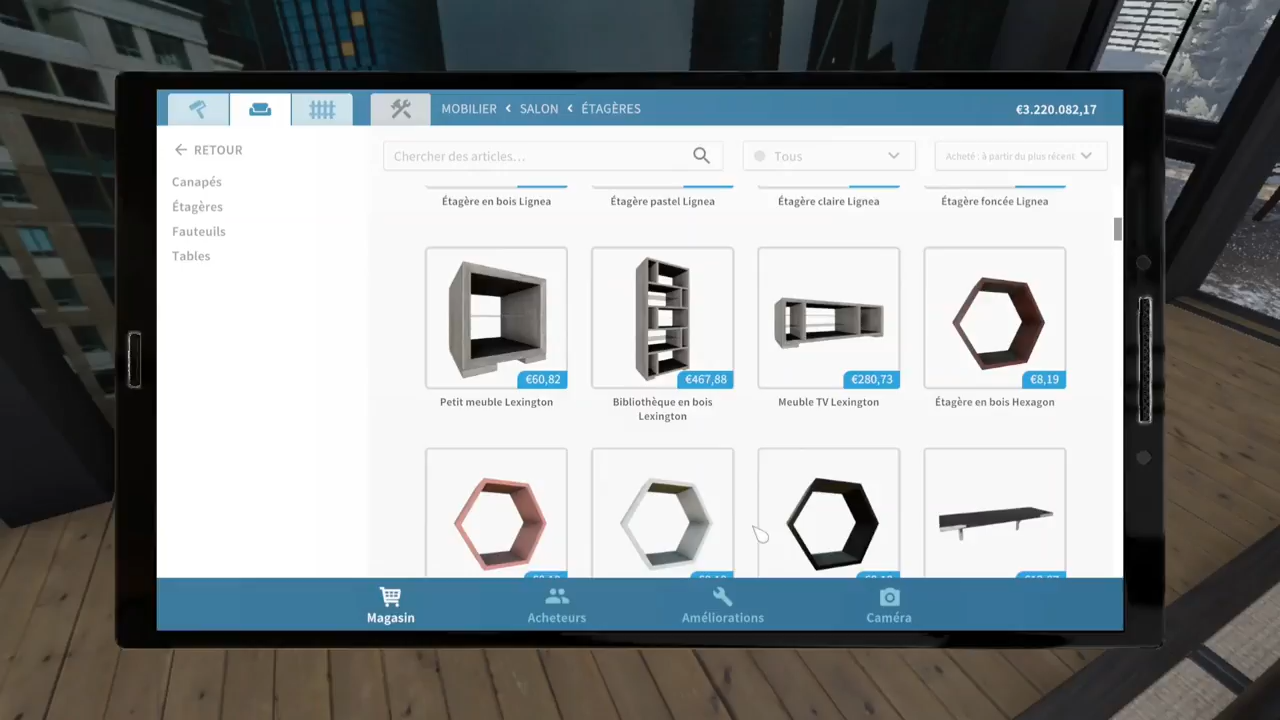 MOBILIER < SALON < ÉTAGÈRES
€3.220.082,17
RETOUR
Chercher des articles...
Tous
Acheté : à partir du plus récent
Canapés
Étagères
Fauteuils
Tables
Étagère en bois Lignea
Étagère pastel Lignea
Étagère claire Lignea
Étagère foncée Lignea
€60,82
€467,88
€280,73
€8,19
Petit meuble Lexington
Bibliothèque en bois
Lexington
Meuble TV Lexington
Étagère en bois Hexagon
Magasin
Acheteurs
Améliorations
Caméra